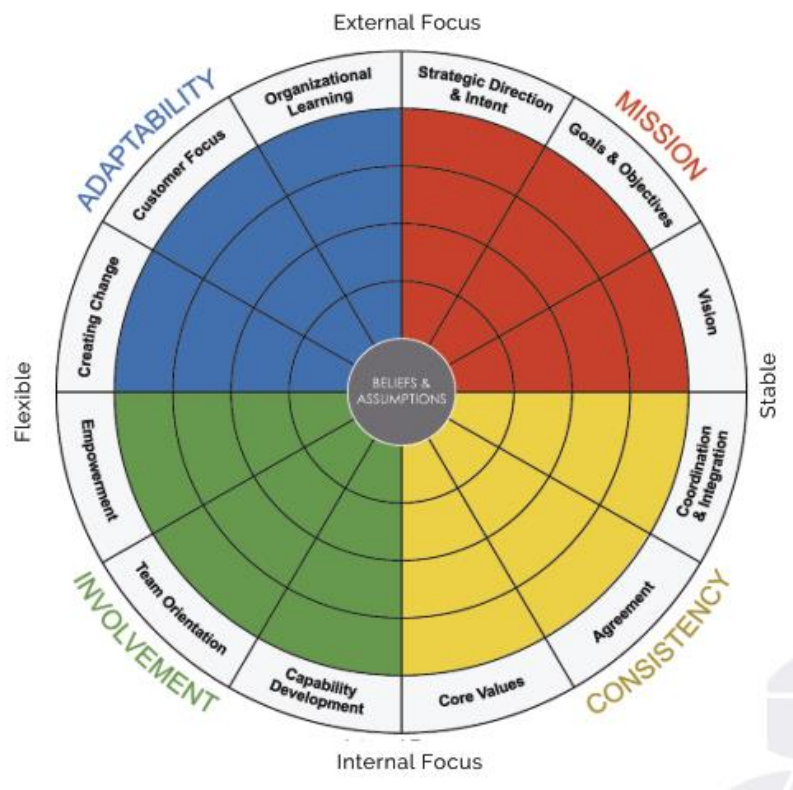 External Focus
ADAPTABILITY
Organizational
Learning
Strategic Direction
& Intent
MISSION
Customer Focus
Goals & Objectives
Creating Change
Vision
Flexible
BELIEFS &
ASSUMPTIONS
Stable
Empowerment
Coordination
& Integration
Team Orientation
Agreement
INVOLVEMENT
Capability
Development
Core Values
CONSISTENCY
Internal Focus